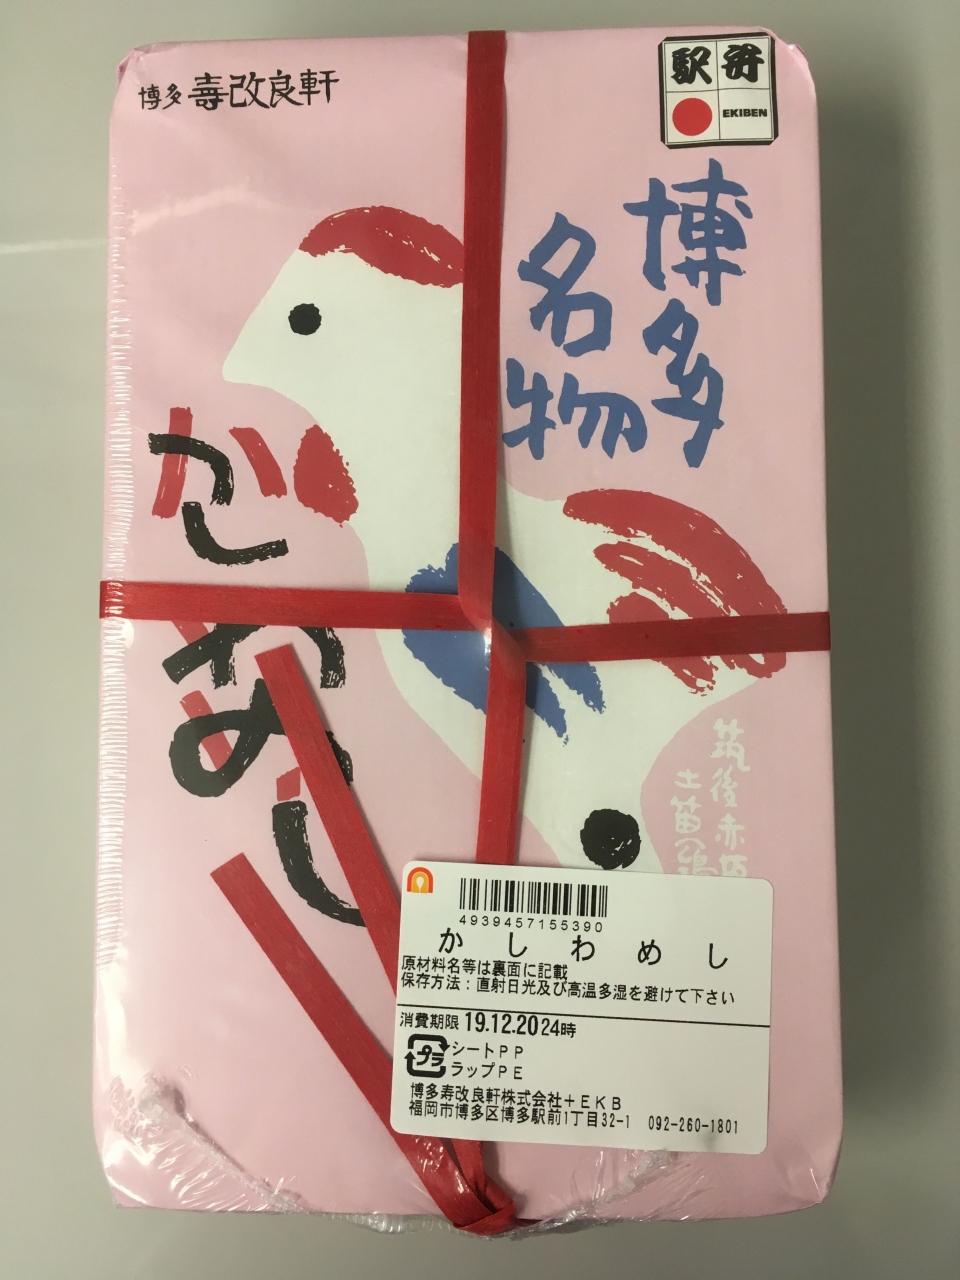 博多 寿改良軒
駅弁
EKIBEN
博多
名物
かしわめし
筑後赤坂
土笛の鶏
4939457155390
かしわめし
原材料名等は裏面に記載
保存方法：直射日光及び高温多湿を避けて下さい
消費期限 19.12.20 24時
プラ
シートPP
ラップPE
博多寿改良軒株式会社＋EKB
福岡市博多区博多駅前1丁目32-1 092-260-1801